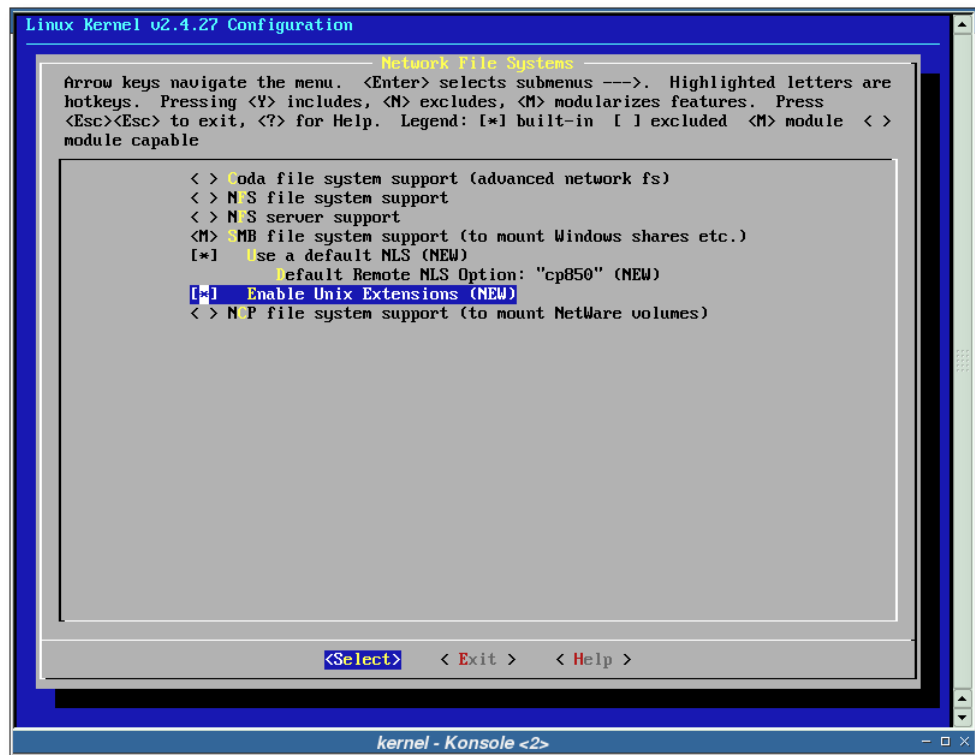 Linux Kernel v2.4.27 Configuration
Network File Systems
Arrow keys navigate the menu.  <Enter> selects submenus --->.  Highlighted letters are
hotkeys.  Pressing <Y> includes, <N> excludes, <M> modularizes features.  Press
<Esc><Esc> to exit, <?> for Help.  Legend: [*] built-in  [ ] excluded  <M> module  < >
module capable
< > Coda file system support (advanced network fs)
< > NFS file system support
< > NFS server support
<M> SMB file system support (to mount Windows shares etc.)
[*]   Use a default NLS (NEW)
Default Remote NLS Option: "cp850" (NEW)
[*]   Enable Unix Extensions (NEW)
< > NCP file system support (to mount NetWare volumes)
<Select>    < Exit >    < Help >
kernel - Konsole <2>